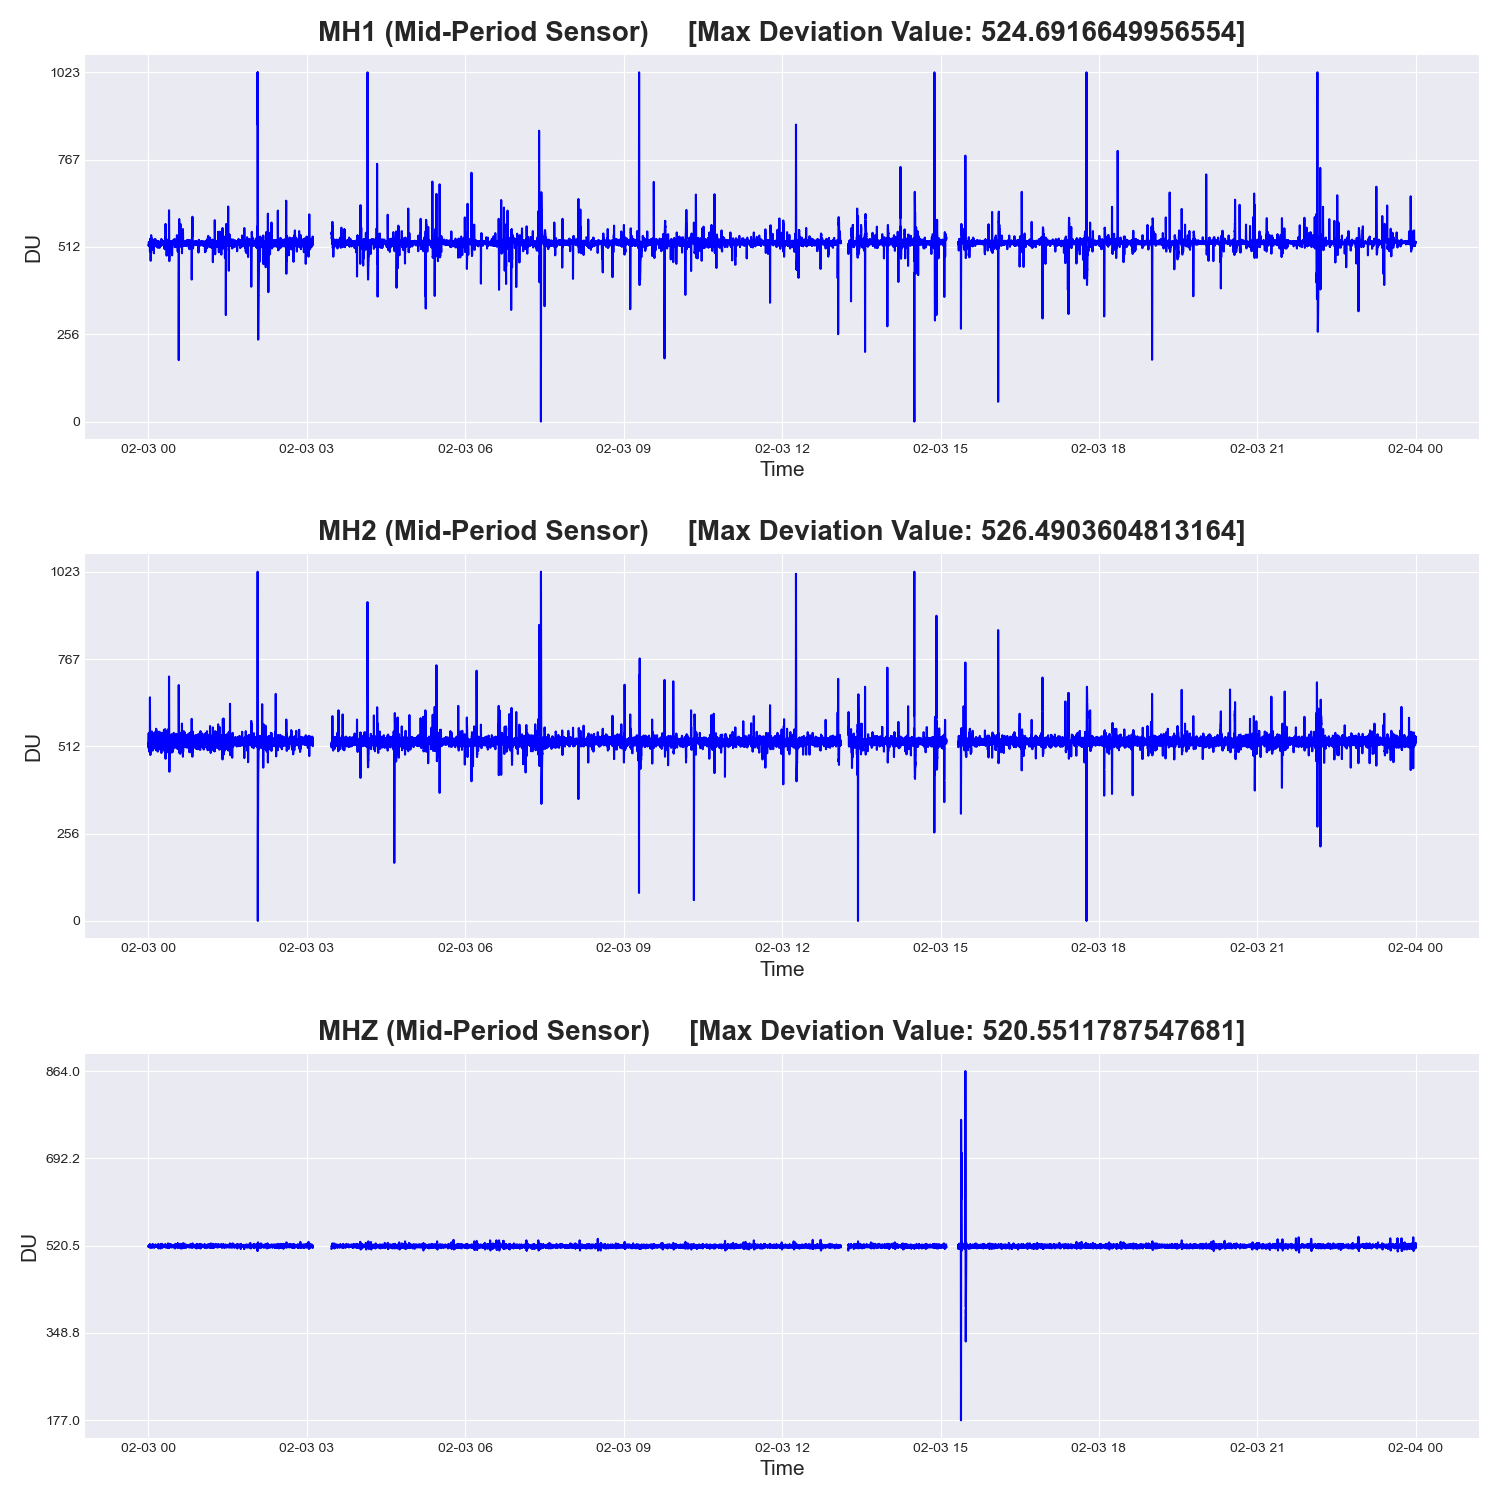 MH1 (Mid-Period Sensor) [Max Deviation Value: 524.6916649956554]
1023
767
512
256
0
DU
02-03 00 02-03 03 02-03 06 02-03 09 02-03 12 02-03 15 02-03 18 02-03 21 02-04 00
Time
MH2 (Mid-Period Sensor) [Max Deviation Value: 526.4903604813164]
1023
767
512
256
0
DU
02-03 00 02-03 03 02-03 06 02-03 09 02-03 12 02-03 15 02-03 18 02-03 21 02-04 00
Time
MHZ (Mid-Period Sensor) [Max Deviation Value: 520.5511787547681]
864.0
692.2
520.5
348.8
177.0
DU
02-03 00 02-03 03 02-03 06 02-03 09 02-03 12 02-03 15 02-03 18 02-03 21 02-04 00
Time